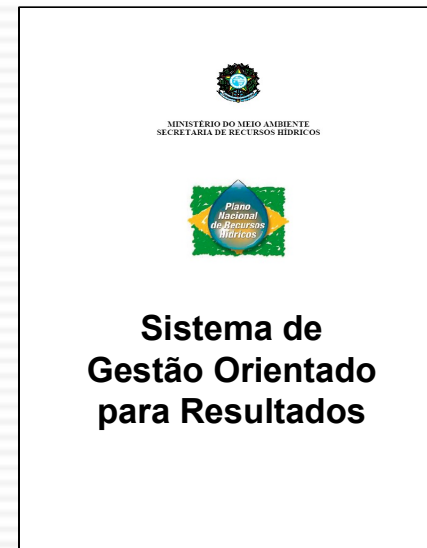 MINISTÉRIO DO MEIO AMBIENTE
SECRETARIA DE RECURSOS HÍDRICOS
Plano
Nacional
de Recursos
Hídricos
Sistema de
Gestão Orientado
para Resultados